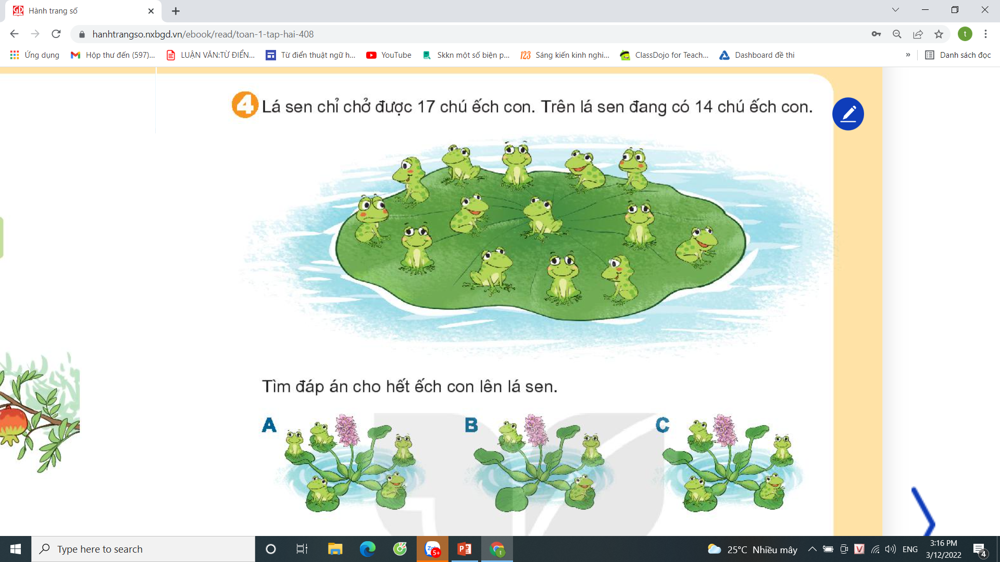 Hành trang số
hanhtrangso.nxbgd.vn/ebook/read/toan-1-tap-hai-408
t
Ứng dụng
Hộp thư đến (597)...
LUẬN VĂN:TỪ ĐIỂN...
Từ điển thuật ngữ h...
YouTube
Skkn một số biện p...
123 Sáng kiến kinh nghi...
ClassDojo for Teach...
Dashboard đề thi
»
Danh sách đọc
4 Lá sen chỉ chở được 17 chú ếch con. Trên lá sen đang có 14 chú ếch con.
Tìm đáp án cho hết ếch con lên lá sen.
A B C
Type here to search
5+
25°C Nhiều mây
ENG
3:16 PM
3/12/2022
4